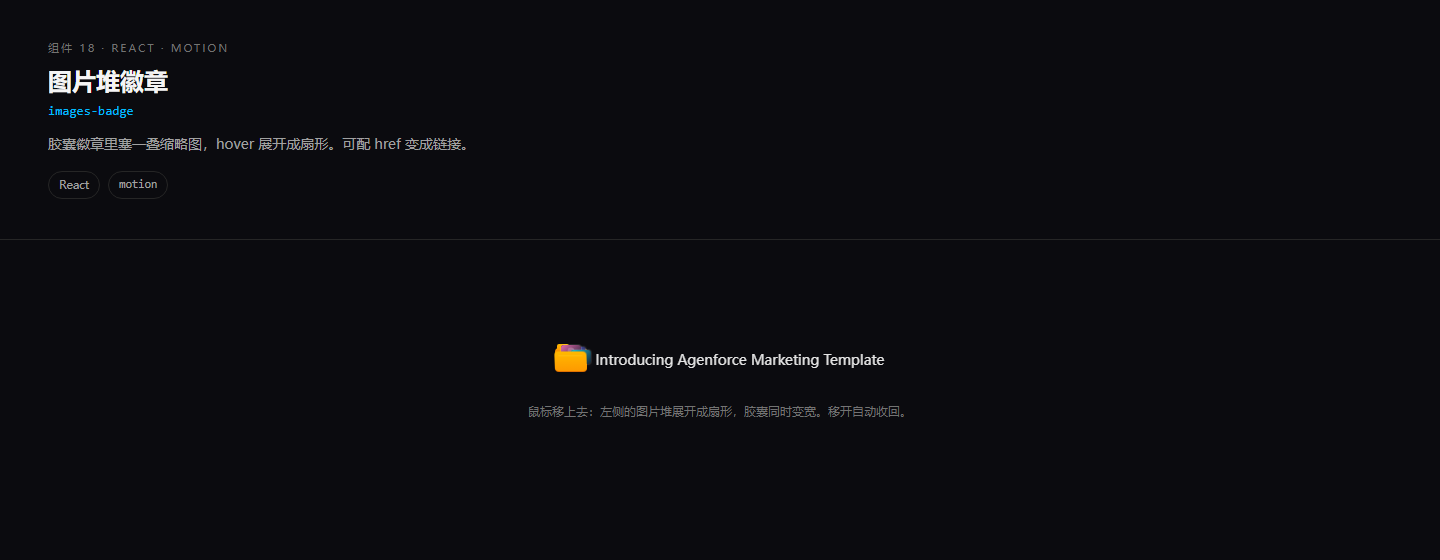 组件 18 · REACT · MOTION
图片堆徽章
images-badge
胶囊徽章里塞一叠缩略图，hover 展开成扇形。可配 href 变成链接。
React
motion
Introducing Agenforce Marketing Template
鼠标移上去：左侧的图片堆展开成扇形，胶囊同时变宽。移开自动收回。